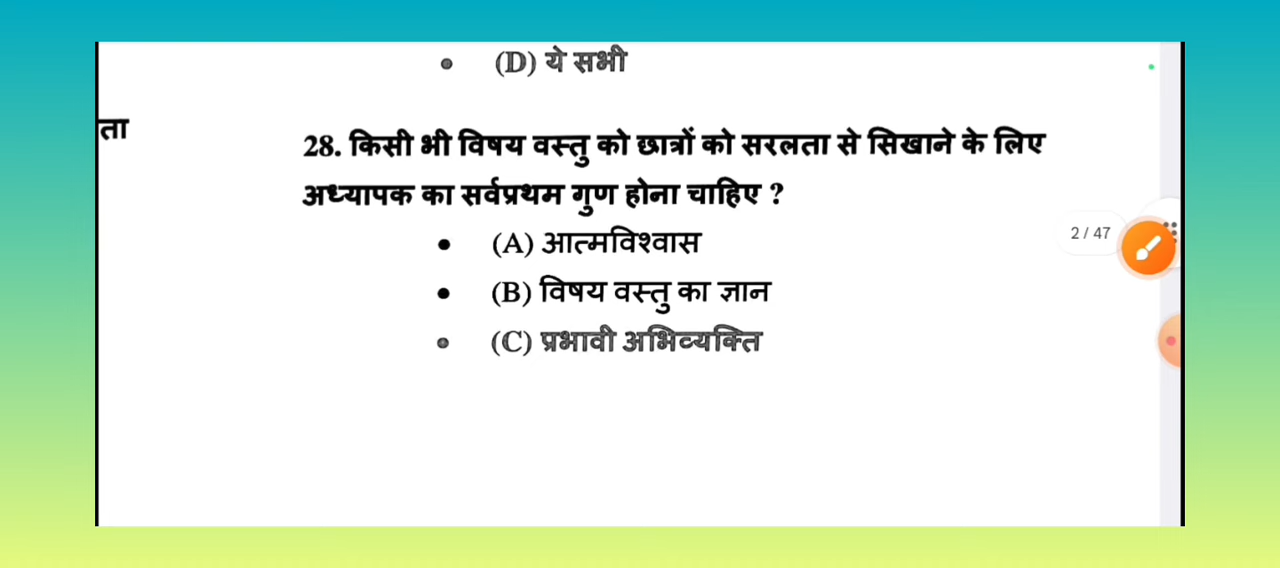 (D) ये सभी
ता
28. किसी भी विषय वस्तु को छात्रों को सरलता से सिखाने के लिए
अध्यापक का सर्वप्रथम गुण होना चाहिए ?
(A) आत्मविश्वास
2 / 47
(B) विषय वस्तु का ज्ञान
(C) प्रभावी अभिव्यक्ति